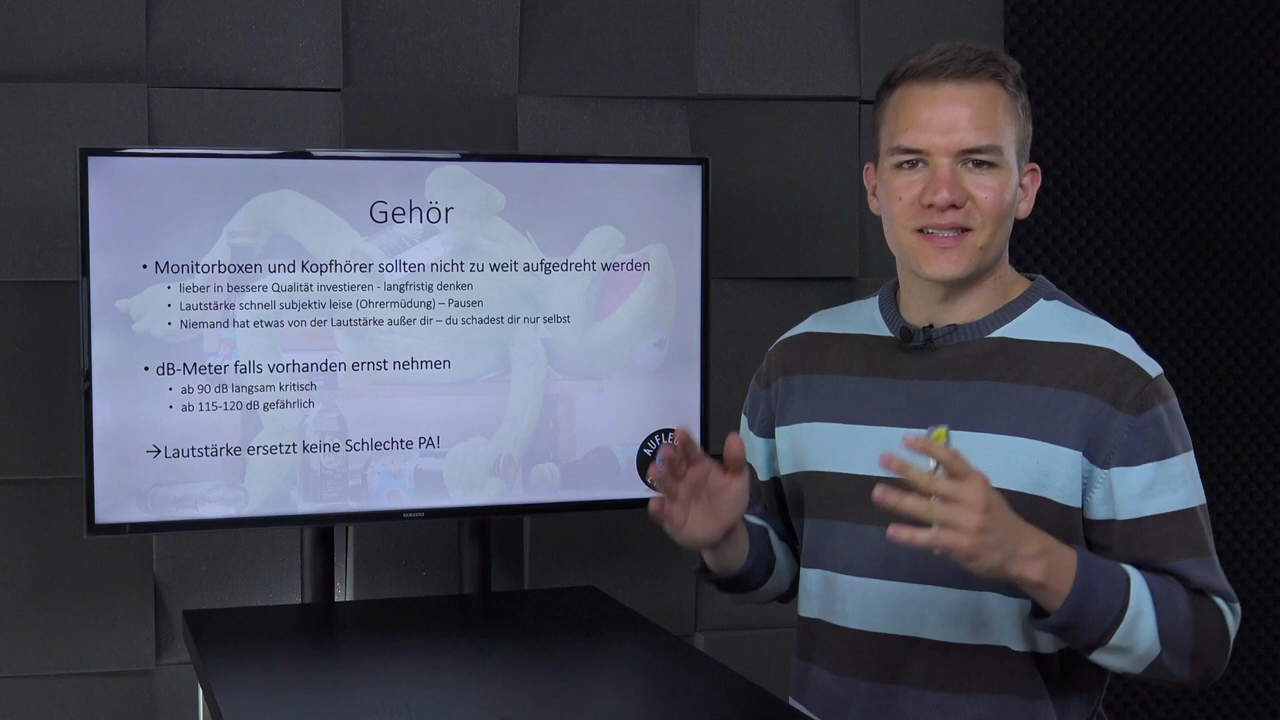 Gehör
• Monitorboxen und Kopfhörer sollten nicht zu weit aufgedreht werden
• lieber in bessere Qualität investieren - langfristig denken
• Lautstärke schnell subjektiv leise (Ohrermüdung) – Pausen
• Niemand hat etwas von der Lautstärke außer dir – du schadest dir nur selbst
• dB-Meter falls vorhanden ernst nehmen
• ab 90 dB langsam kritisch
• ab 115-120 dB gefährlich
→Lautstärke ersetzt keine Schlechte PA!
SAMSUNG